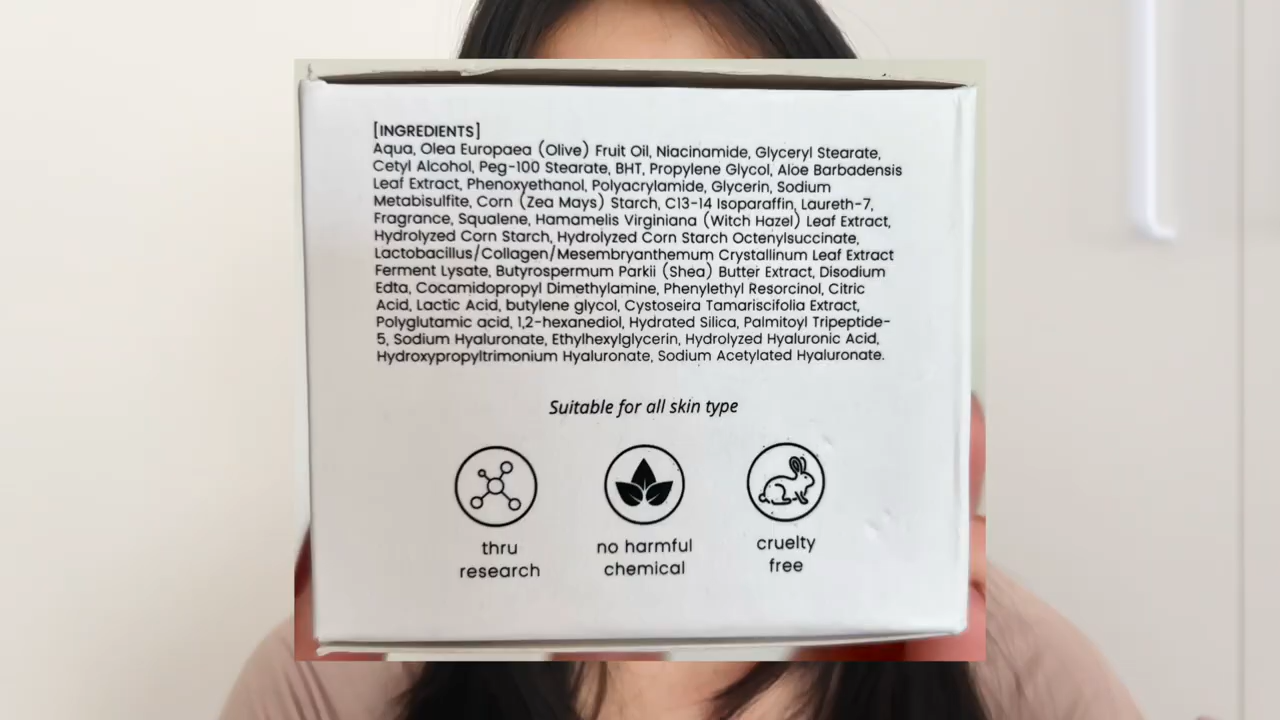 [INGREDIENTS]
Aqua, Olea Europaea (Olive) Fruit Oil, Niacinamide, Glyceryl Stearate,
Cetyl Alcohol, Peg-100 Stearate, BHT, Propylene Glycol, Aloe Barbadensis
Leaf Extract, Phenoxyethanol, Polyacrylamide, Glycerin, Sodium
Metabisulfite, Corn (Zea Mays) Starch, C13-14 Isoparaffin, Laureth-7,
Fragrance, Squalene, Hamamelis Virginiana (Witch Hazel) Leaf Extract,
Hydrolyzed Corn Starch, Hydrolyzed Corn Starch Octenylsuccinate,
Lactobacillus/Collagen/Mesembryanthemum Crystallinum Leaf Extract
Ferment Lysate, Butyrospermum Parkii (Shea) Butter Extract, Disodium
Edta, Cocamidopropyl Dimethylamine, Phenylethyl Resorcinol, Citric
Acid, Lactic Acid, butylene glycol, Cystoseira Tamariscifolia Extract,
Polyglutamic acid, 1,2-hexanediol, Hydrated Silica, Palmitoyl Tripeptide-
5, Sodium Hyaluronate, Ethylhexylglycerin, Hydrolyzed Hyaluronic Acid,
Hydroxypropyltrimonium Hyaluronate, Sodium Acetylated Hyaluronate.
Suitable for all skin type
thru
research
no harmful
chemical
cruelty
free